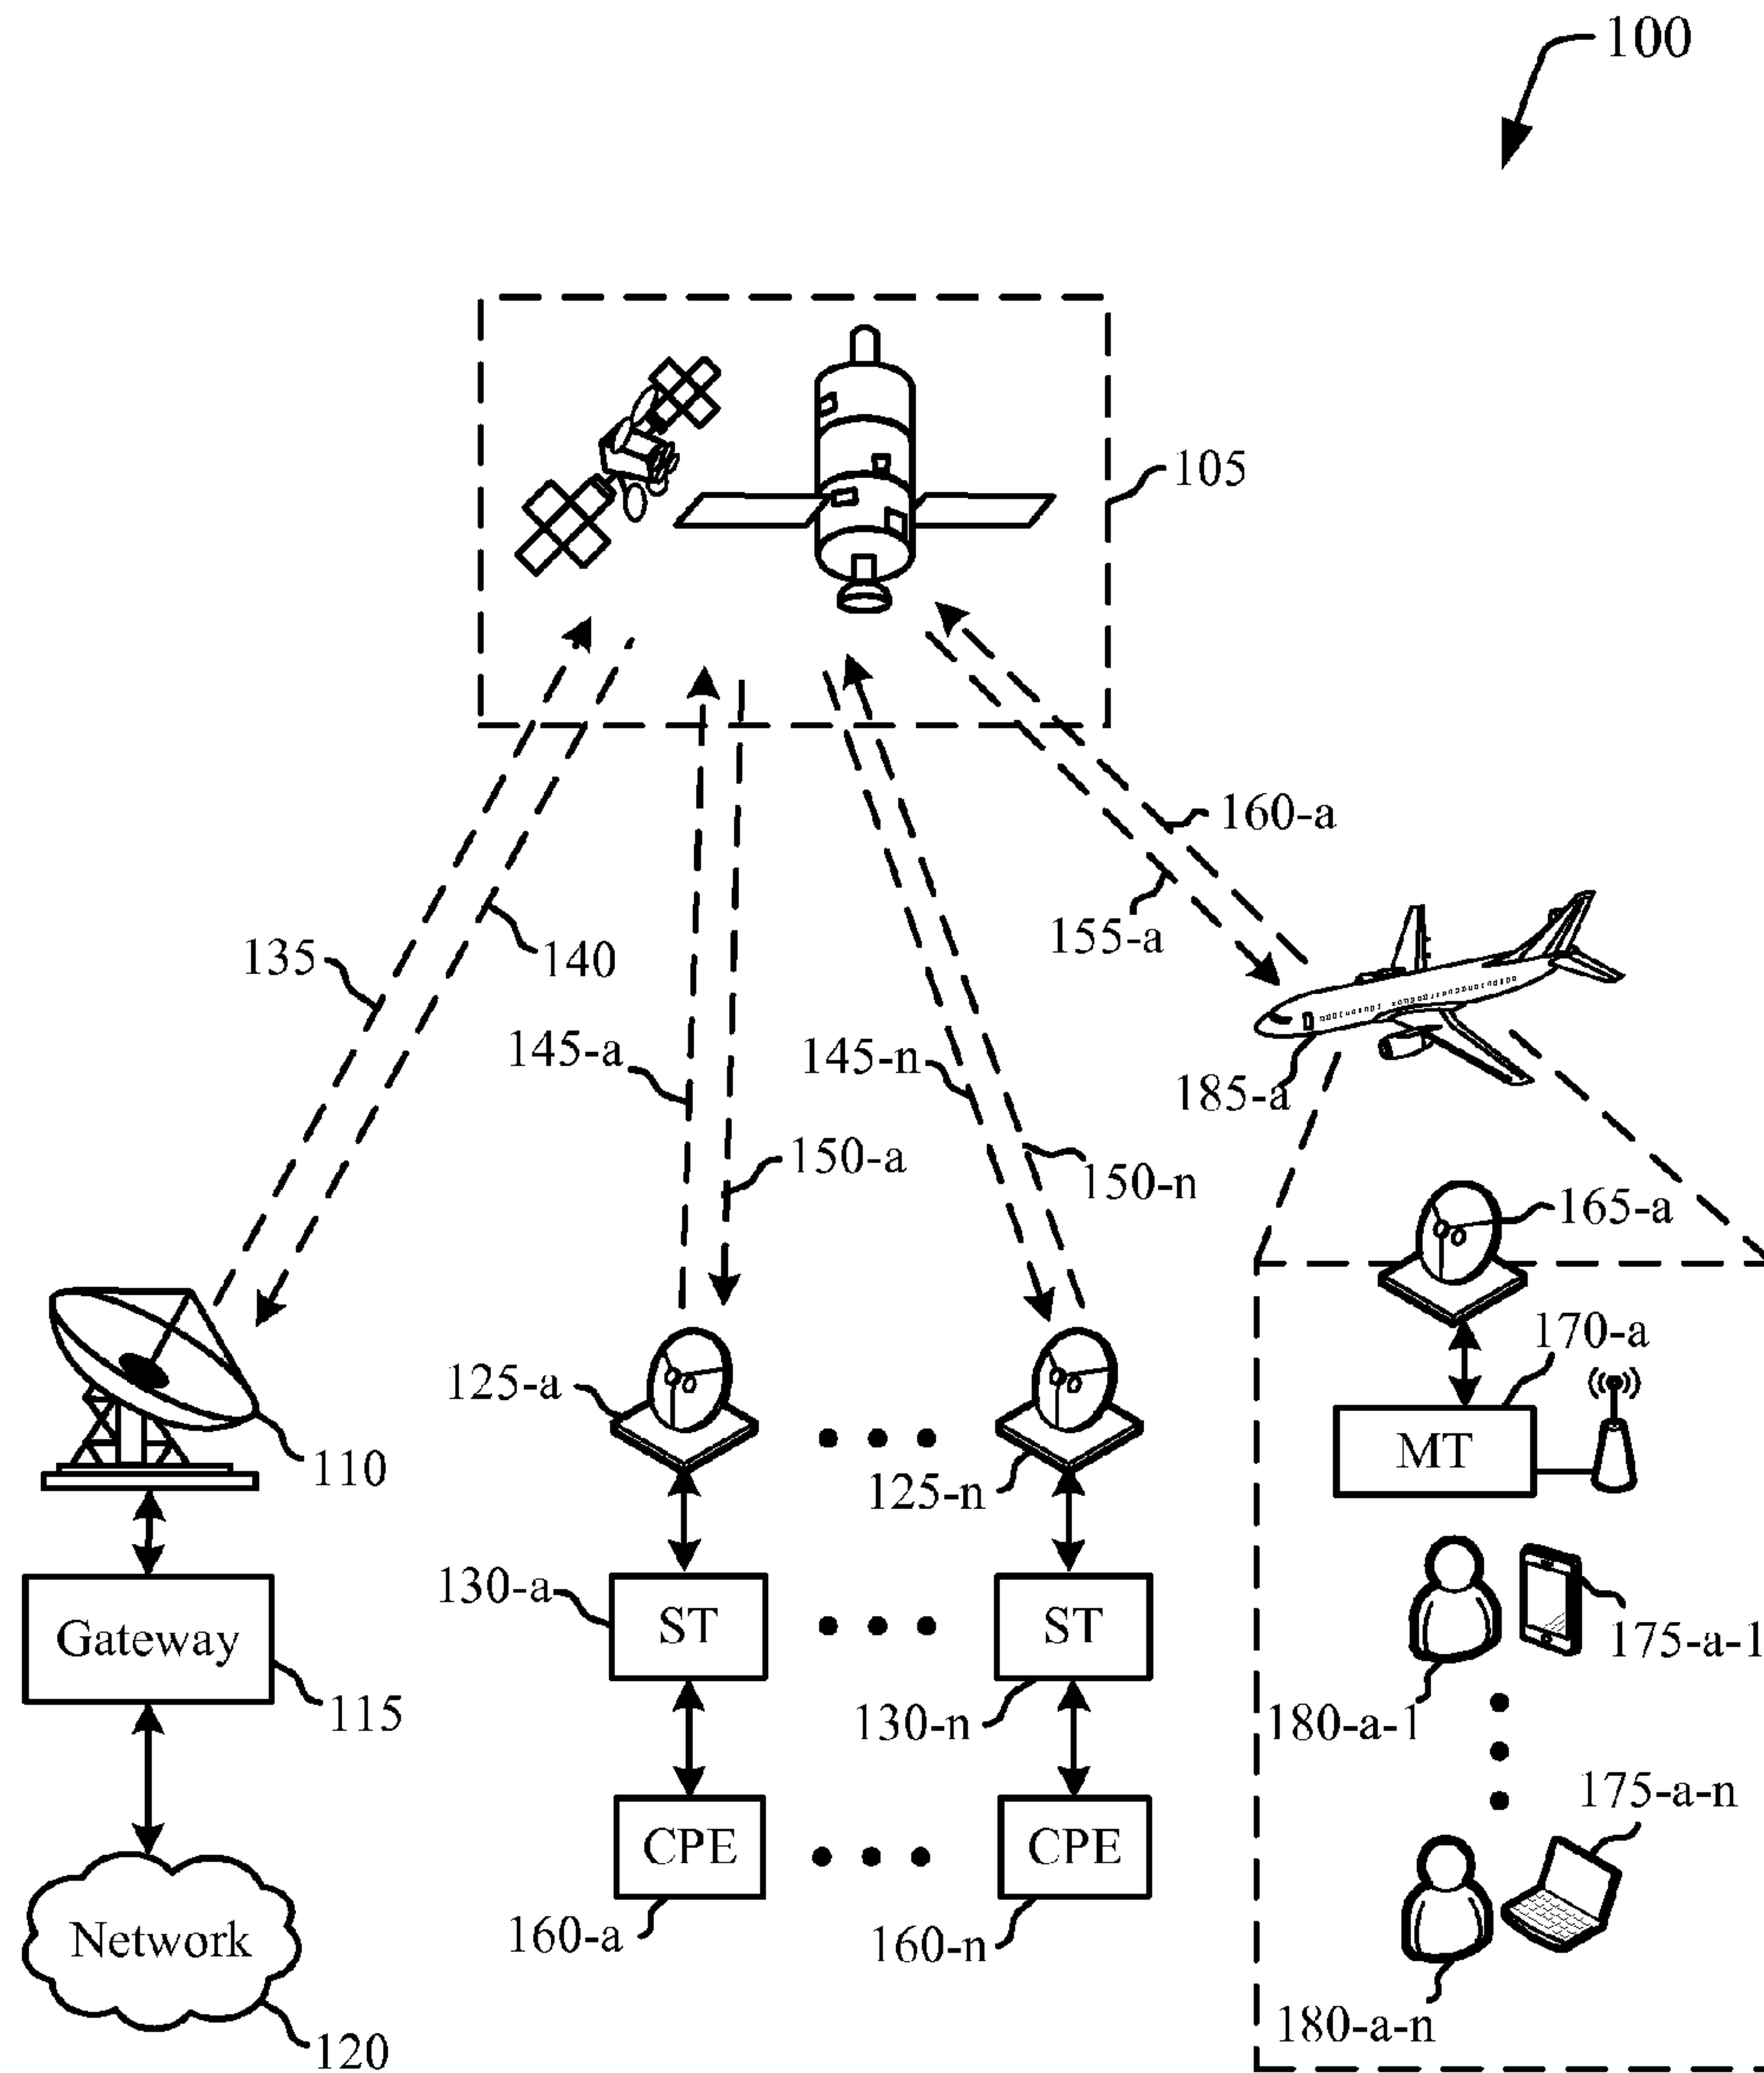 100
105
160-a
155-a
135
140
145-a
145-n
185-a
150-a
150-n
165-a
170-a
125-a
110
MT
125-n
130-a
ST
ST
Gateway
175-a-1
115
130-n
180-a-1
175-a-n
CPE
CPE
Network
160-a
160-n
180-a-n
120